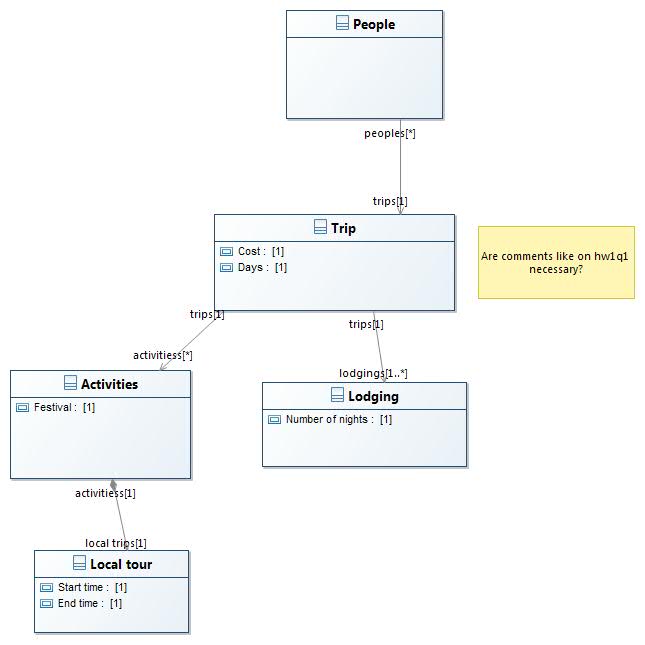 People
peoples[*]
trips[1]
Trip
Cost :  [1]
Days :  [1]
Are comments like on hw1q1
necessary?
trips[1]
trips[1]
activitiess[*]
lodgings[1..*]
Activities
Festival :  [1]
Lodging
Number of nights :  [1]
activitiess[1]
local trips[1]
Local tour
Start time :  [1]
End time :  [1]